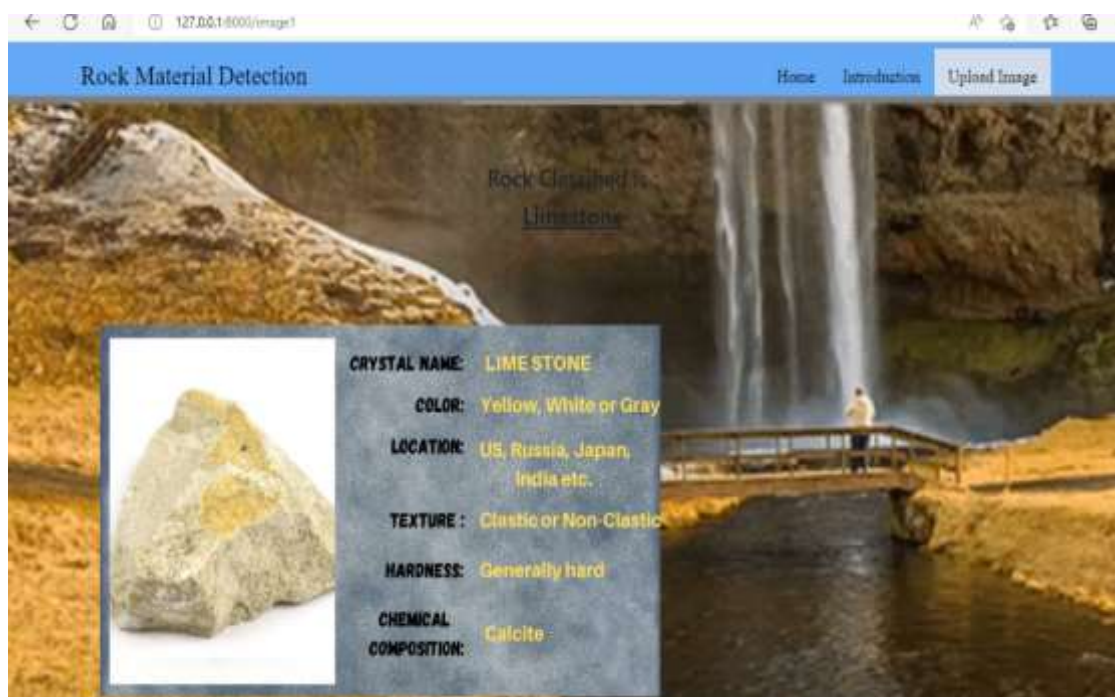 127.0.0.1:8000/image1
Rock Material Detection
Home Introduction Upload Image
Rock Classified is
Limestone
CRYSTAL NAME: LIME STONE
COLOR: Yellow, White or Gray
LOCATION: US, Russia, Japan,
India etc.
TEXTURE : Clastic or Non-Clastic
HARDNESS: Generally hard
CHEMICAL
COMPOSITION: Calcite